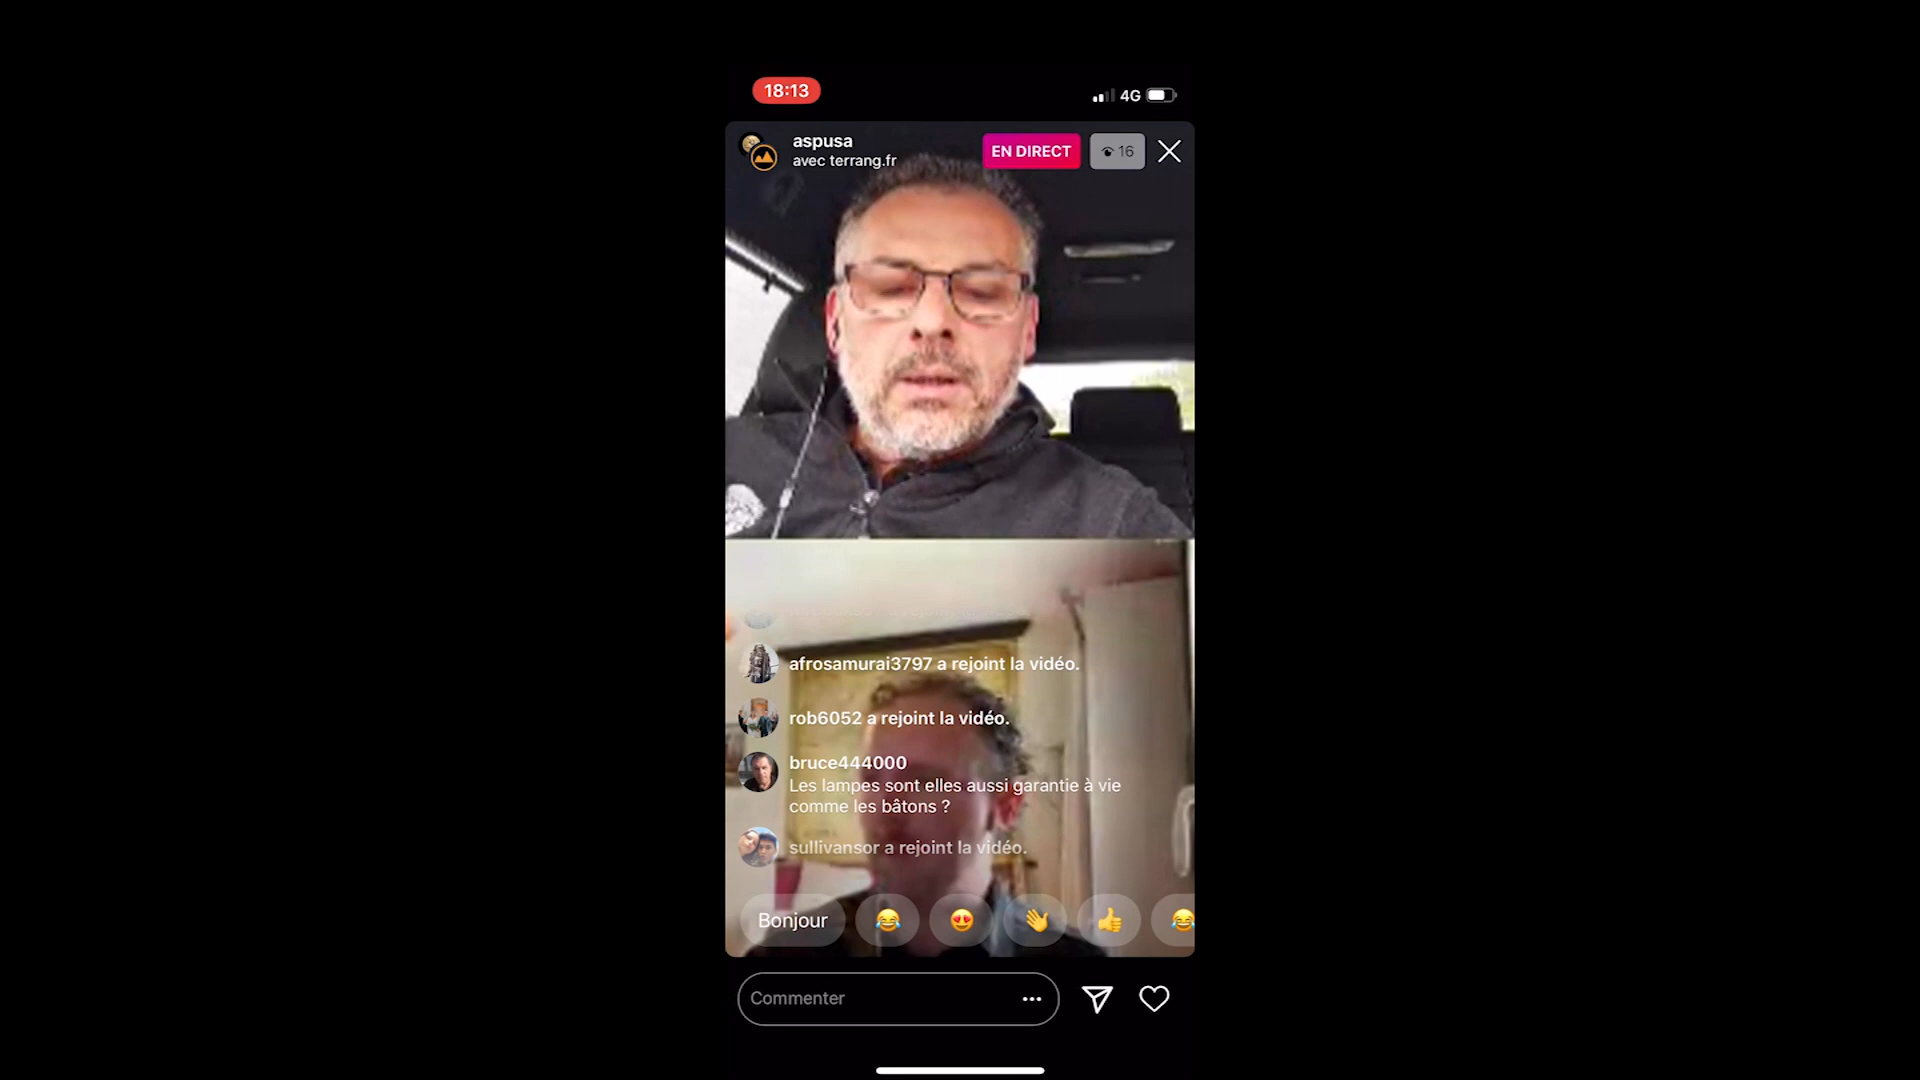 18:13
4G
aspusa
avec terrang.fr
EN DIRECT
16
afrosamurai3797 a rejoint la vidéo.
rob6052 a rejoint la vidéo.
bruce444000
Les lampes sont elles aussi garantie à vie
comme les bâtons ?
sullivansor a rejoint la vidéo.
Bonjour
Commenter